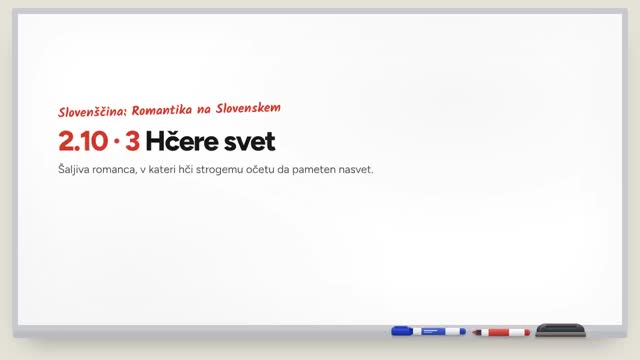 Slovenščina: Romantika na Slovenskem
2.10 · 3 Hčere svet
Šaljiva romanca, v kateri hči strogemu očetu da pameten nasvet.